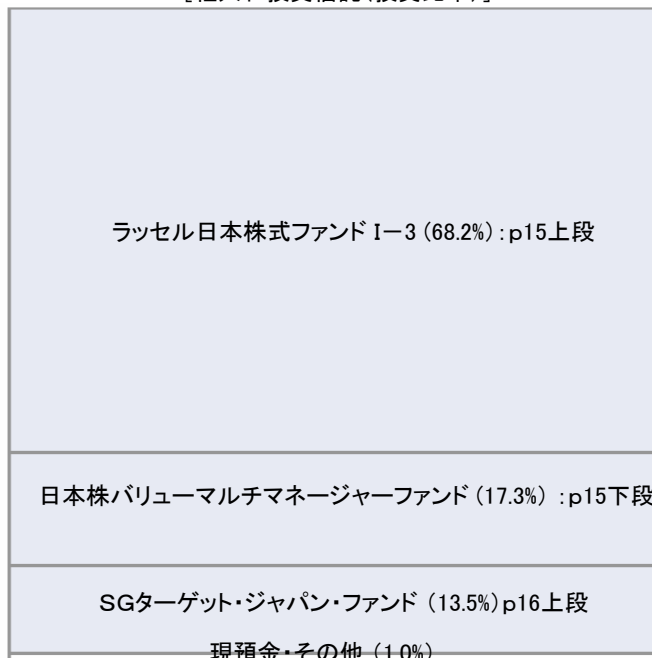 ラッセル日本株式ファンド Ⅰ-3 (68.2%) :p15上段
日本株バリューマルチマネージャーファンド (17.3%) :p15下段
SGターゲット・ジャパン・ファンド (13.5%)p16上段
現預金・その他 (1.0%)